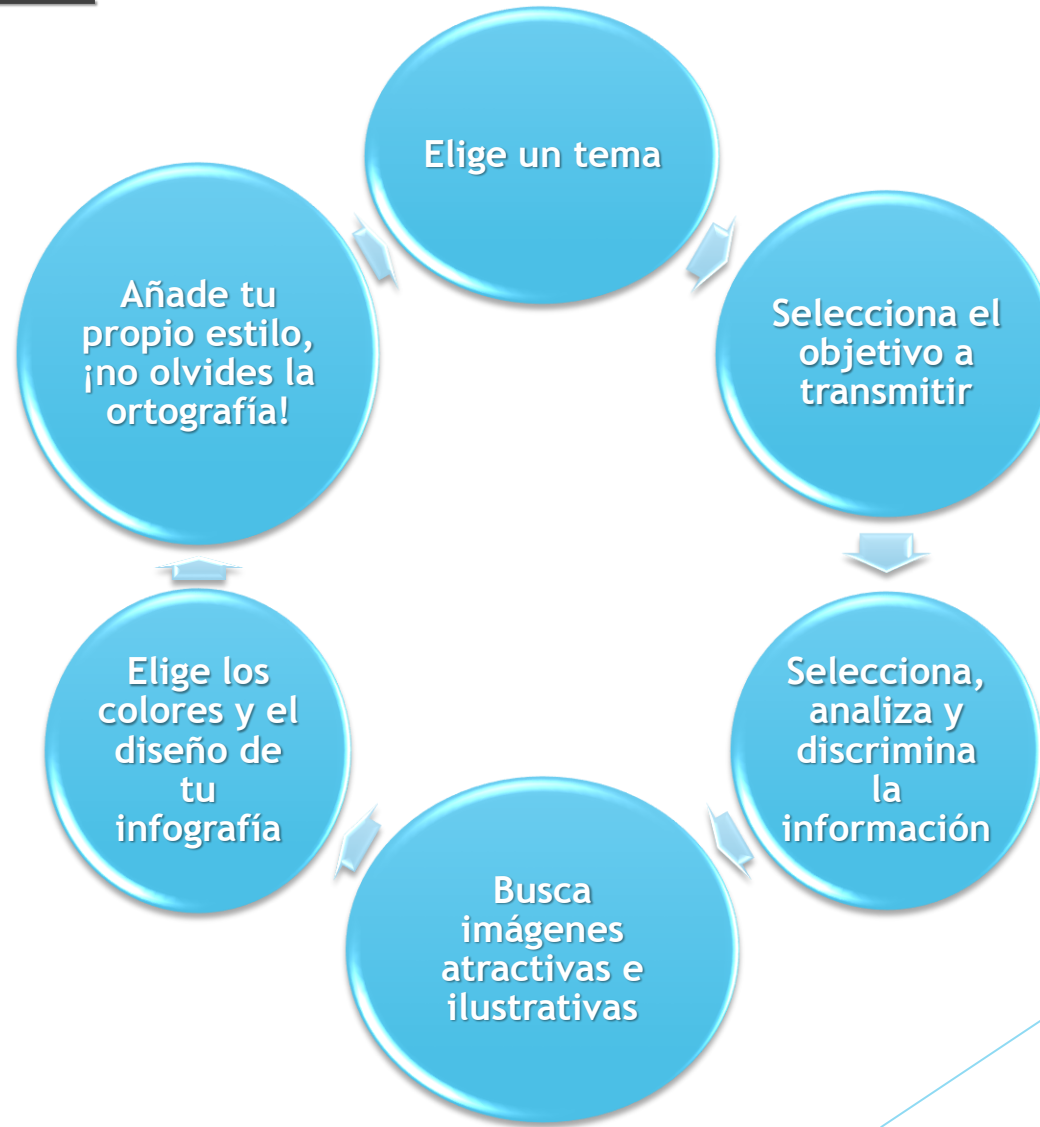 Elige un tema
Selecciona el
objetivo a
transmitir
Selecciona,
analiza y
discrimina
la
información
Busca
imágenes
atractivas e
ilustrativas
Elige los
colores y el
diseño de
tu
infografía
Añade tu
propio estilo,
¡no olvides la
ortografía!